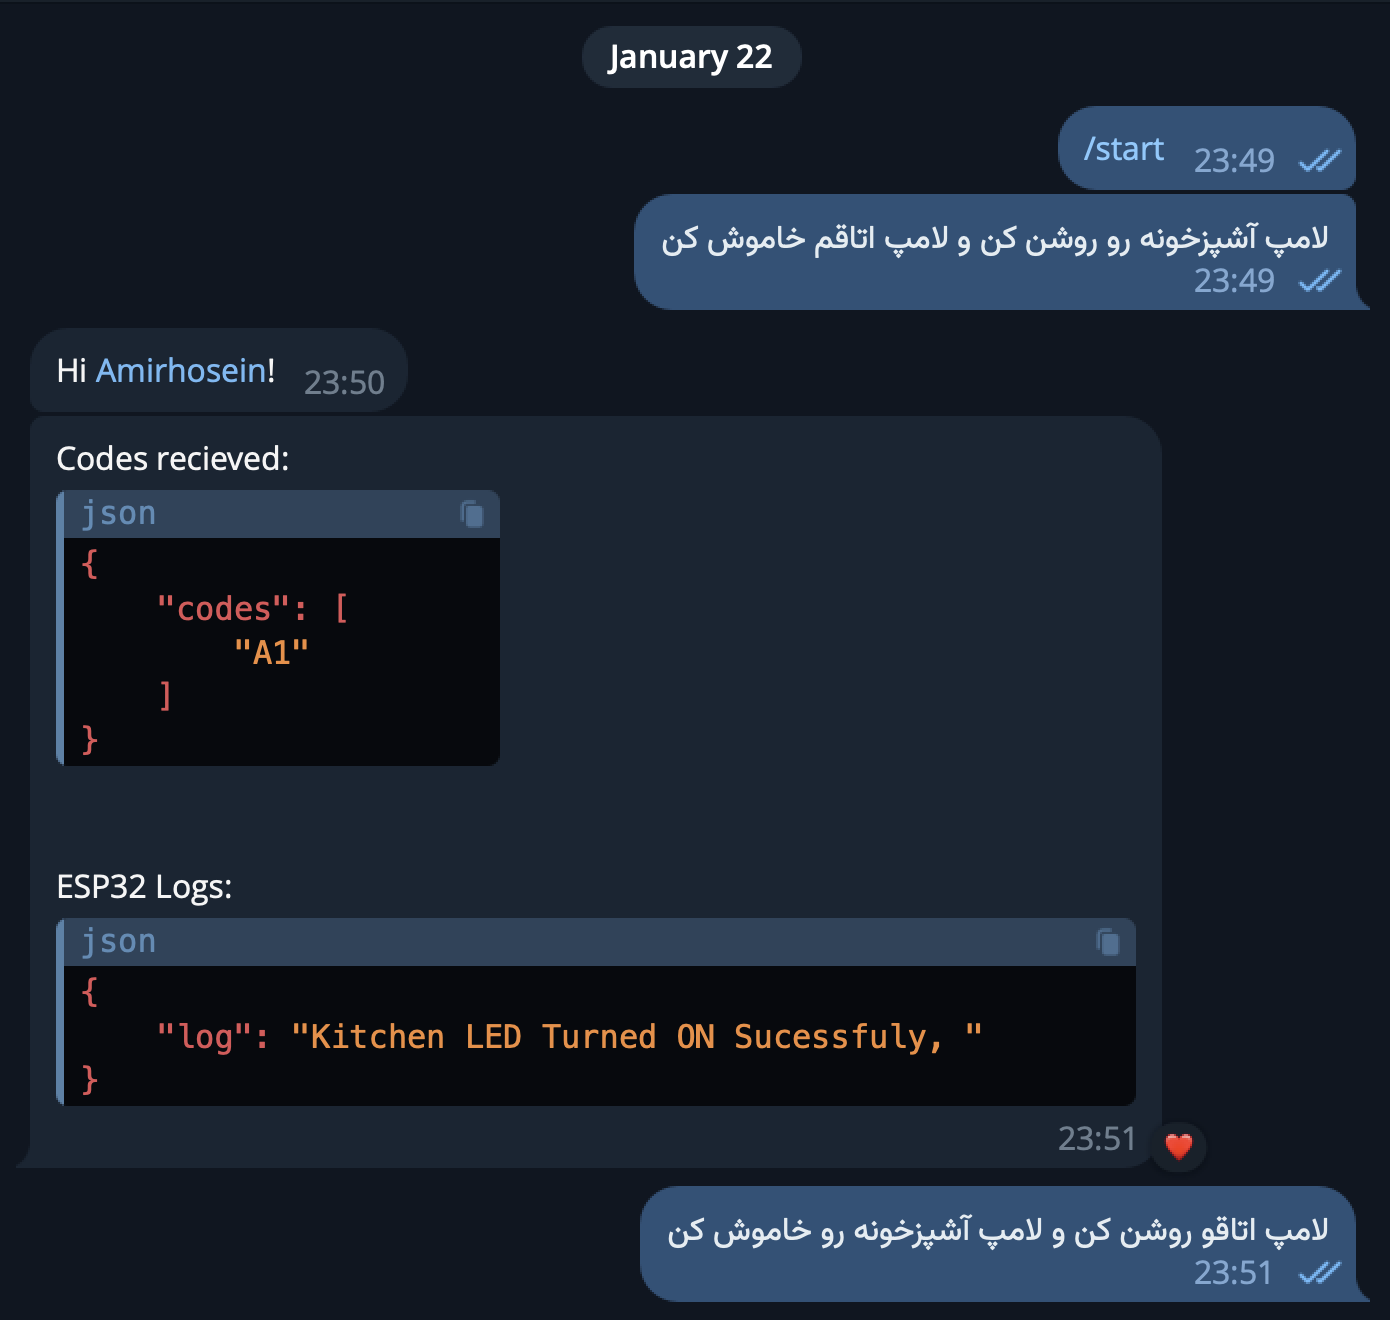 January 22
/start 23:49
لامپ آشپزخونه رو روشن کن و لامپ اتاقم خاموش کن
23:49
Hi Amirhosein! 23:50
Codes recieved:
json
{
"codes": [
"A1"
]
}
ESP32 Logs:
json
{
"log": "Kitchen LED Turned ON Sucessfuly, "
}
23:51
لامپ اتاقو روشن کن و لامپ آشپزخونه رو خاموش کن
23:51